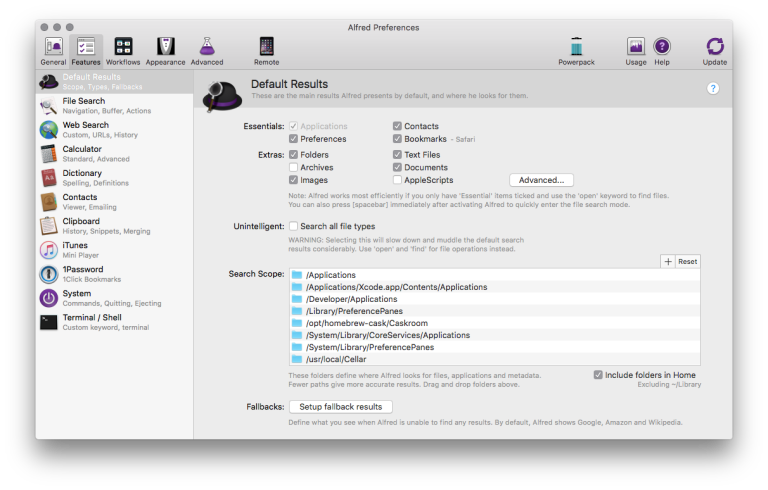 Alfred Preferences
General Features Workflows Appearance Advanced Remote Powerpack Usage Help Update
Default Results
Scope, Types, Fallbacks
File Search
Navigation, Buffer, Actions
Web Search
Custom, URLs, History
Calculator
Standard, Advanced
Dictionary
Spelling, Definitions
Contacts
Viewer, Emailing
Clipboard
History, Snippets, Merging
iTunes
Mini Player
1Password
1Click Bookmarks
System
Commands, Quitting, Ejecting
Terminal / Shell
Custom keyword, terminal
Default Results
These are the main results Alfred presents by default, and where he looks for them.
?
Essentials: Applications Contacts
Preferences Bookmarks - Safari
Extras: Folders Text Files
Archives Documents
Images AppleScripts Advanced...
Note: Alfred works most efficiently if you only have 'Essential' items ticked and use the 'open' keyword to find files.
You can also press [spacebar] immediately after activating Alfred to quickly enter the file search mode.
Unintelligent: Search all file types
WARNING: Selecting this will slow down and muddle the default search
results considerably. Use 'open' and 'find' for file operations instead.
+ Reset
Search Scope: /Applications
/Applications/Xcode.app/Contents/Applications
/Developer/Applications
/Library/PreferencePanes
/opt/homebrew-cask/Caskroom
/System/Library/CoreServices/Applications
/System/Library/PreferencePanes
/usr/local/Cellar
These folders define where Alfred looks for files, applications and metadata. Include folders in Home
Fewer paths give more accurate results. Drag and drop folders above. Excluding ~/Library
Fallbacks: Setup fallback results
Define what you see when Alfred is unable to find any results. By default, Alfred shows Google, Amazon and Wikipedia.